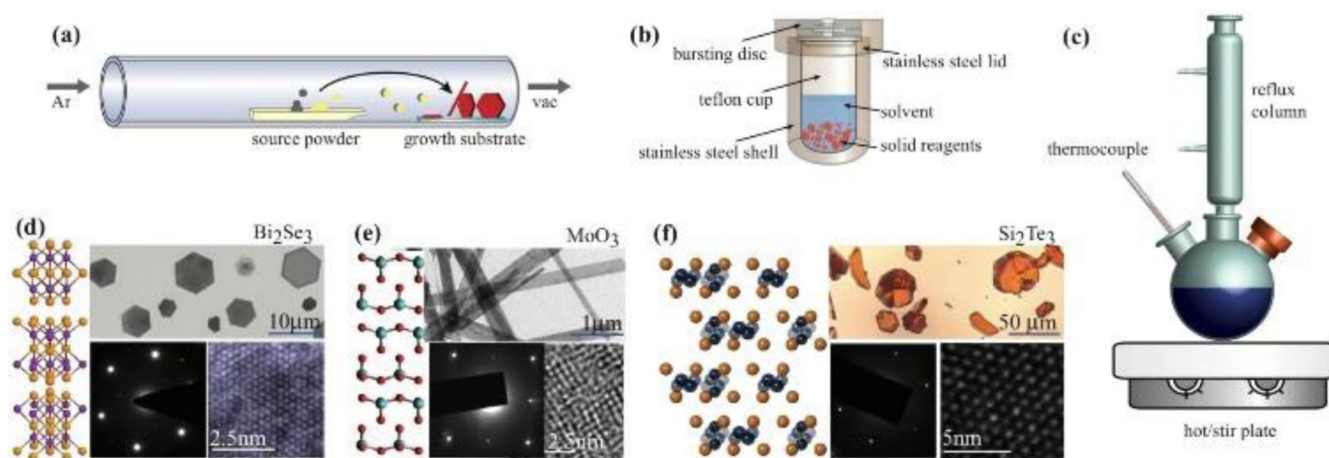 (a)
Ar
vac
source powder
growth substrate
(b)
bursting disc
stainless steel lid
teflon cup
solvent
stainless steel shell
solid reagents
(c)
reflux
column
thermocouple
hot/stir plate
(d)
Bi2Se3
10μm
2.5nm
(e)
MoO3
1μm
2.5nm
(f)
Si2Te3
50 μm
5nm